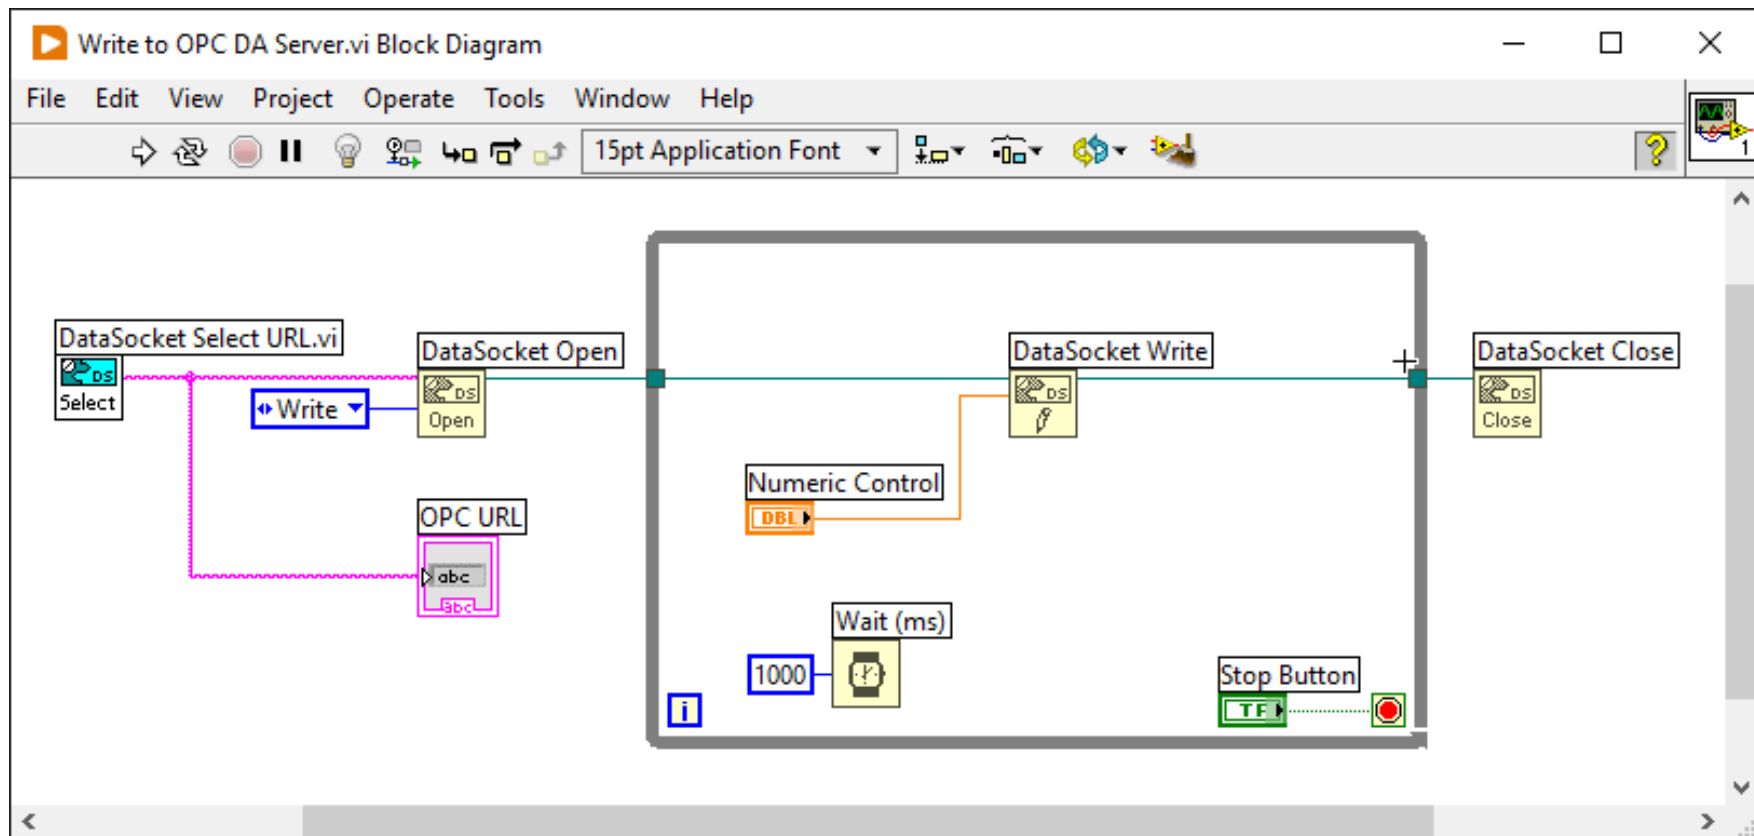 Write to OPC DA Server.vi Block Diagram
File Edit View Project Operate Tools Window Help
15pt Application Font
?
1
DataSocket Select URL.vi
DS
Select
Write
DataSocket Open
DS
Open
OPC URL
abc
abc
DataSocket Write
DS
Numeric Control
DBL
Wait (ms)
1000
i
Stop Button
TF
DataSocket Close
DS
Close